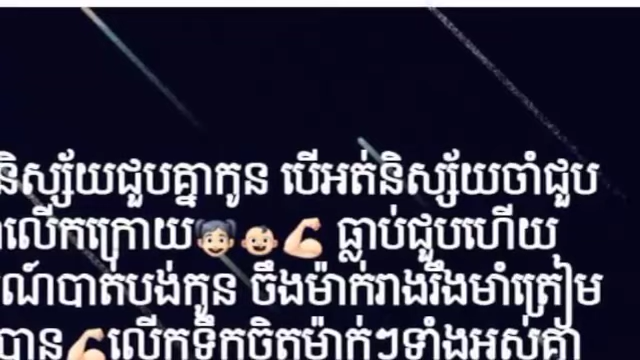 និស្ស័យជួបគ្នាកូន បើអត់និស្ស័យចាំជួប
លើកក្រោយ👧🏻👶🏻💪🏻 ធ្លាប់ជួបហើយ
ណ៍បាត់បង់កូន ចឹងម៉ាក់រាងរឹងមាំត្រៀម
បាន💪🏻លើកទឹកចិត្តម៉ាក់ៗទាំងអស់គ្នា